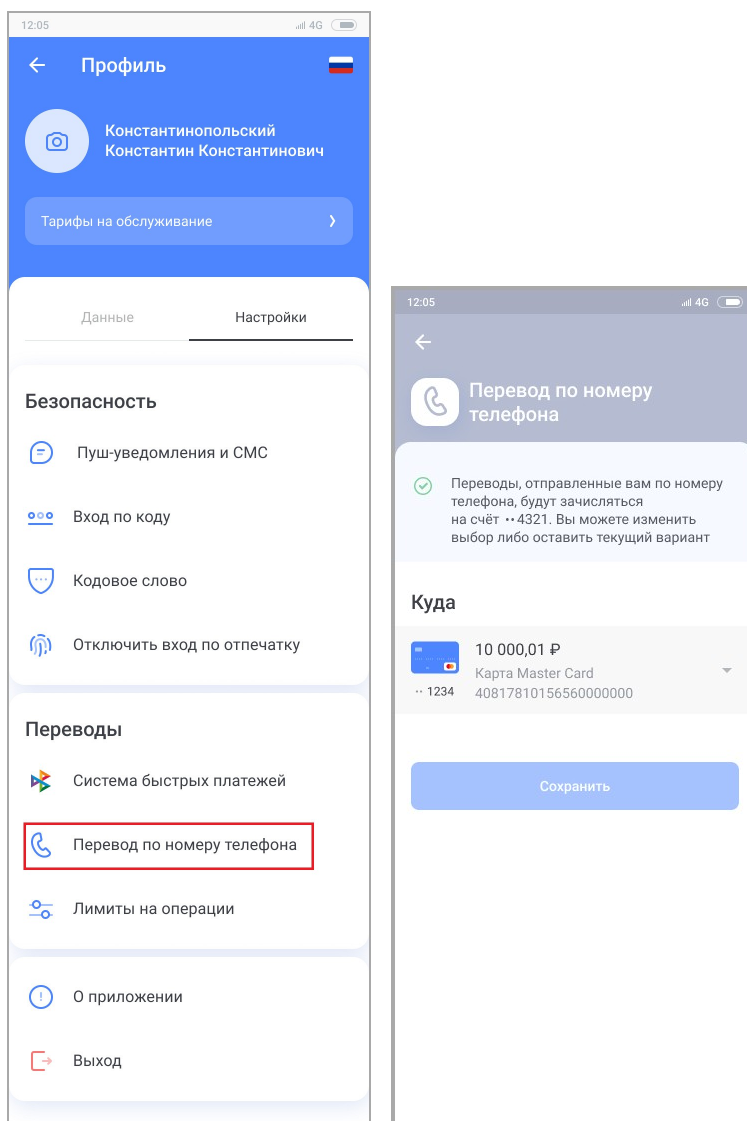 12:05
4G
Профиль
Константинопольский
Константин Константинович
Тарифы на обслуживание
Данные
Настройки
Безопасность
Пуш-уведомления и СМС
Вход по коду
Кодовое слово
Отключить вход по отпечатку
Переводы
Система быстрых платежей
Перевод по номеру телефона
Лимиты на операции
О приложении
Выход
12:05
4G
Перевод по номеру
телефона
Переводы, отправленные вам по номеру
телефона, будут зачисляться
на счёт ··4321. Вы можете изменить
выбор либо оставить текущий вариант
Куда
10 000,01 ₽
Карта Master Card
·· 1234
40817810156560000000
Сохранить